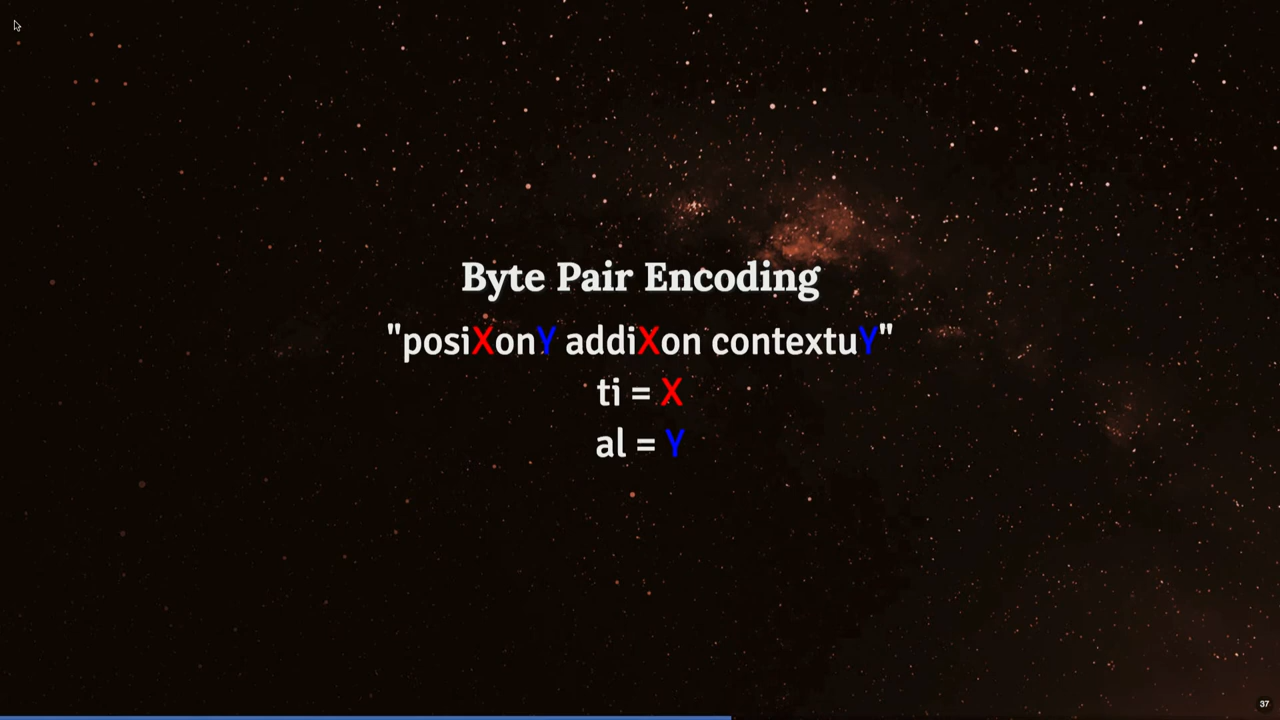 Byte Pair Encoding
"posiXonY addiXon contextuY"
ti = X
al = Y
37